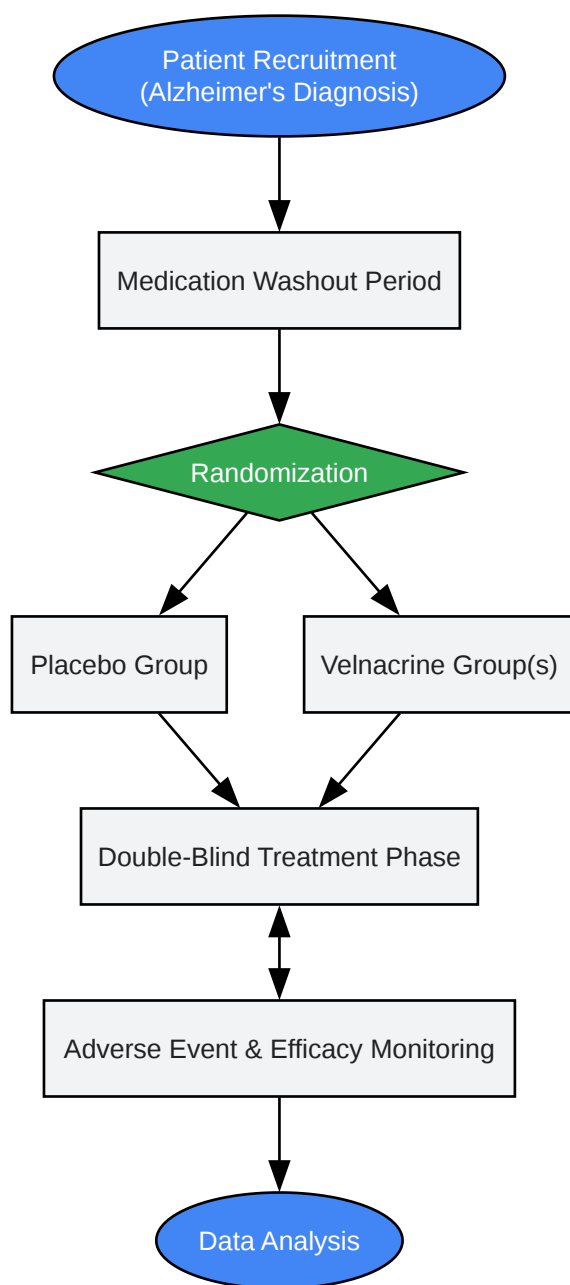 Patient Recruitment
(Alzheimer's Diagnosis)
Medication Washout Period
Randomization
Placebo Group
Velnacrine Group(s)
Double-Blind Treatment Phase
Adverse Event & Efficacy Monitoring
Data Analysis